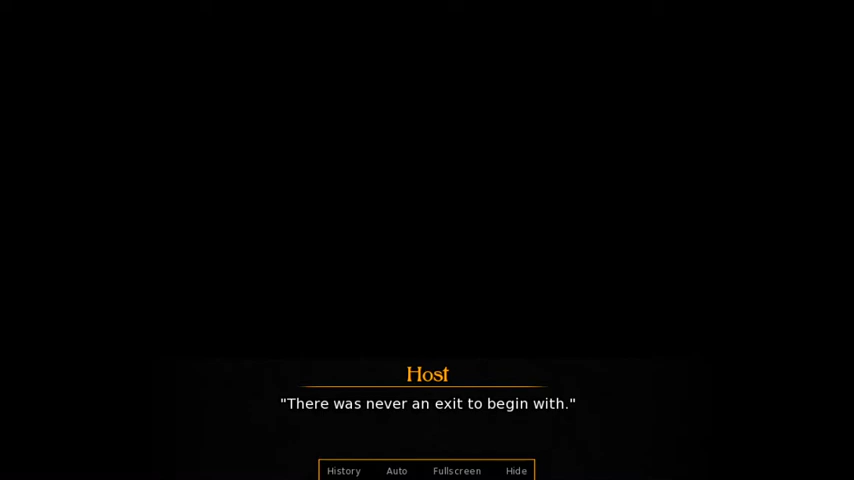 Host
"There was never an exit to begin with."
History Auto Fullscreen Hide